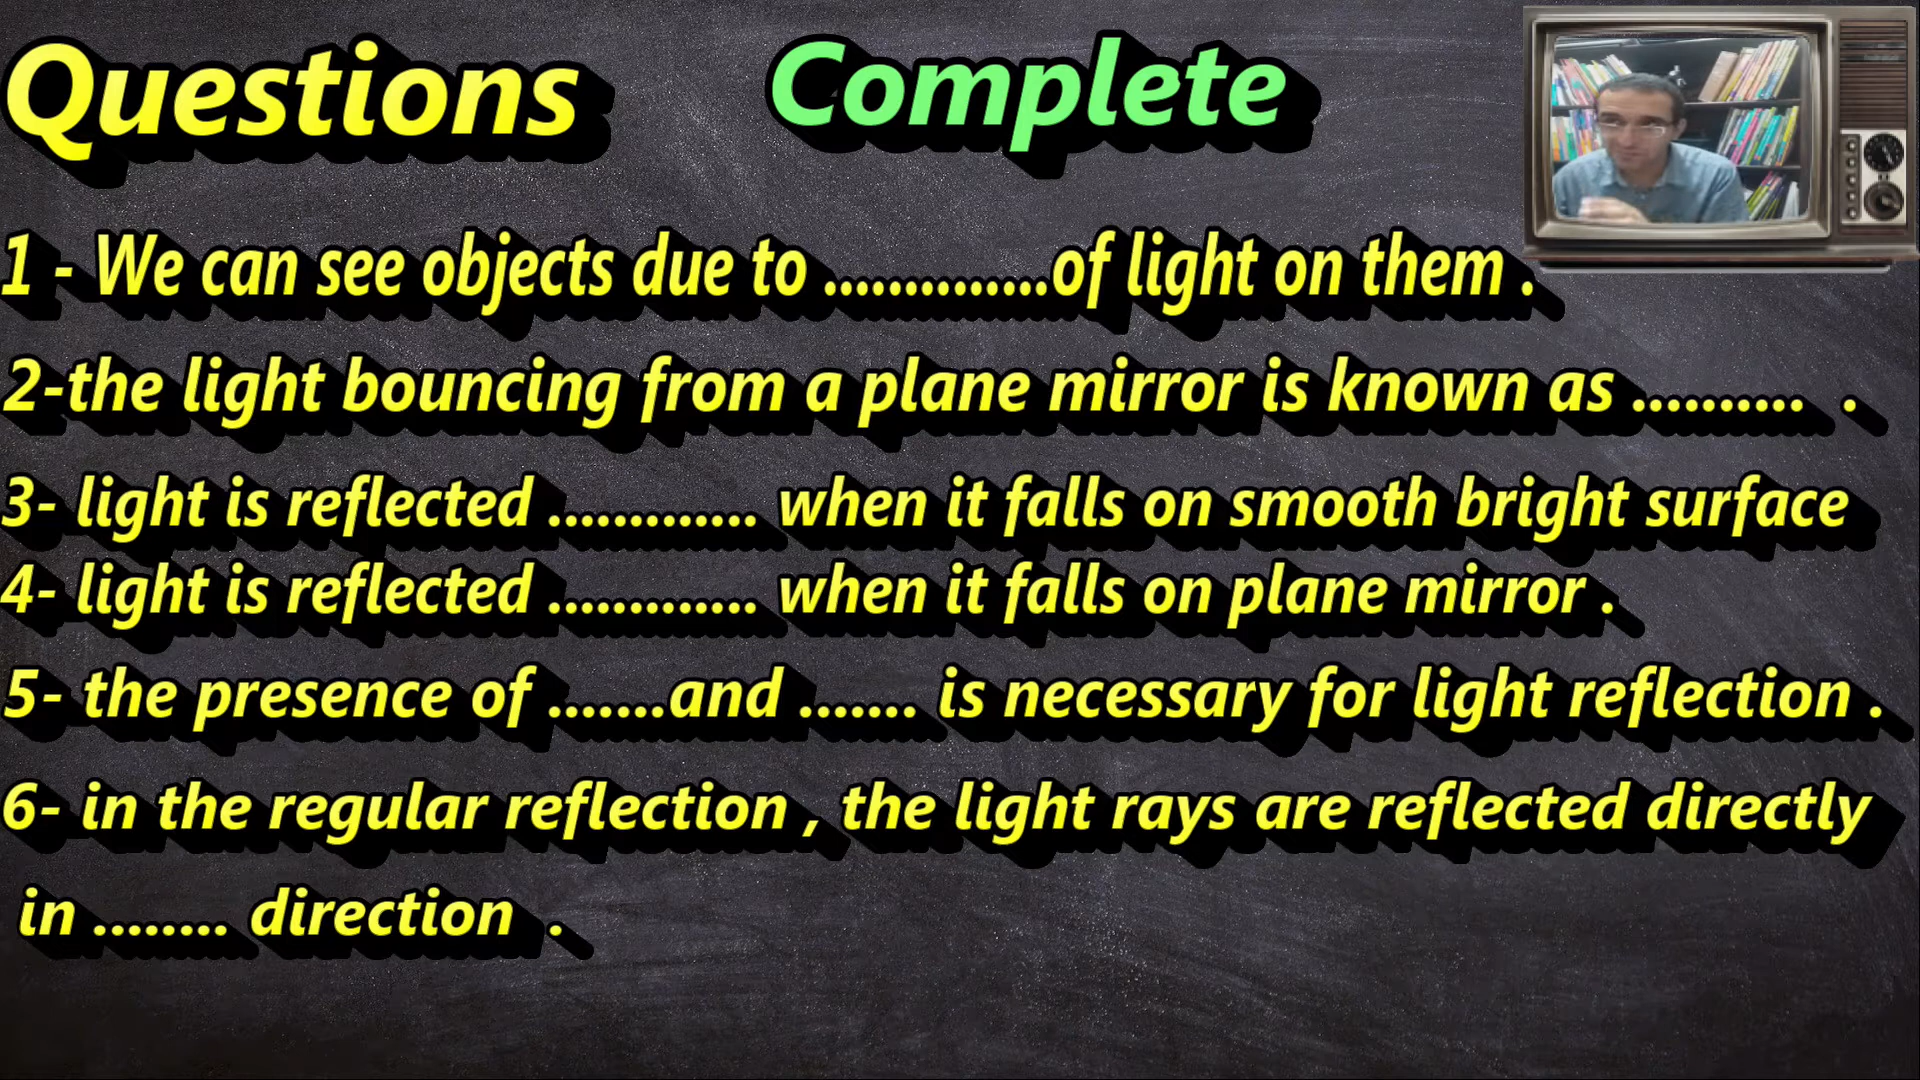 Questions Complete
1 - We can see objects due to ..............of light on them .
2-the light bouncing from a plane mirror is known as ........... .
3- light is reflected ............. when it falls on smooth bright surface
4- light is reflected ............. when it falls on plane mirror .
5- the presence of .......and ....... is necessary for light reflection .
6- in the regular reflection , the light rays are reflected directly
in ........ direction .